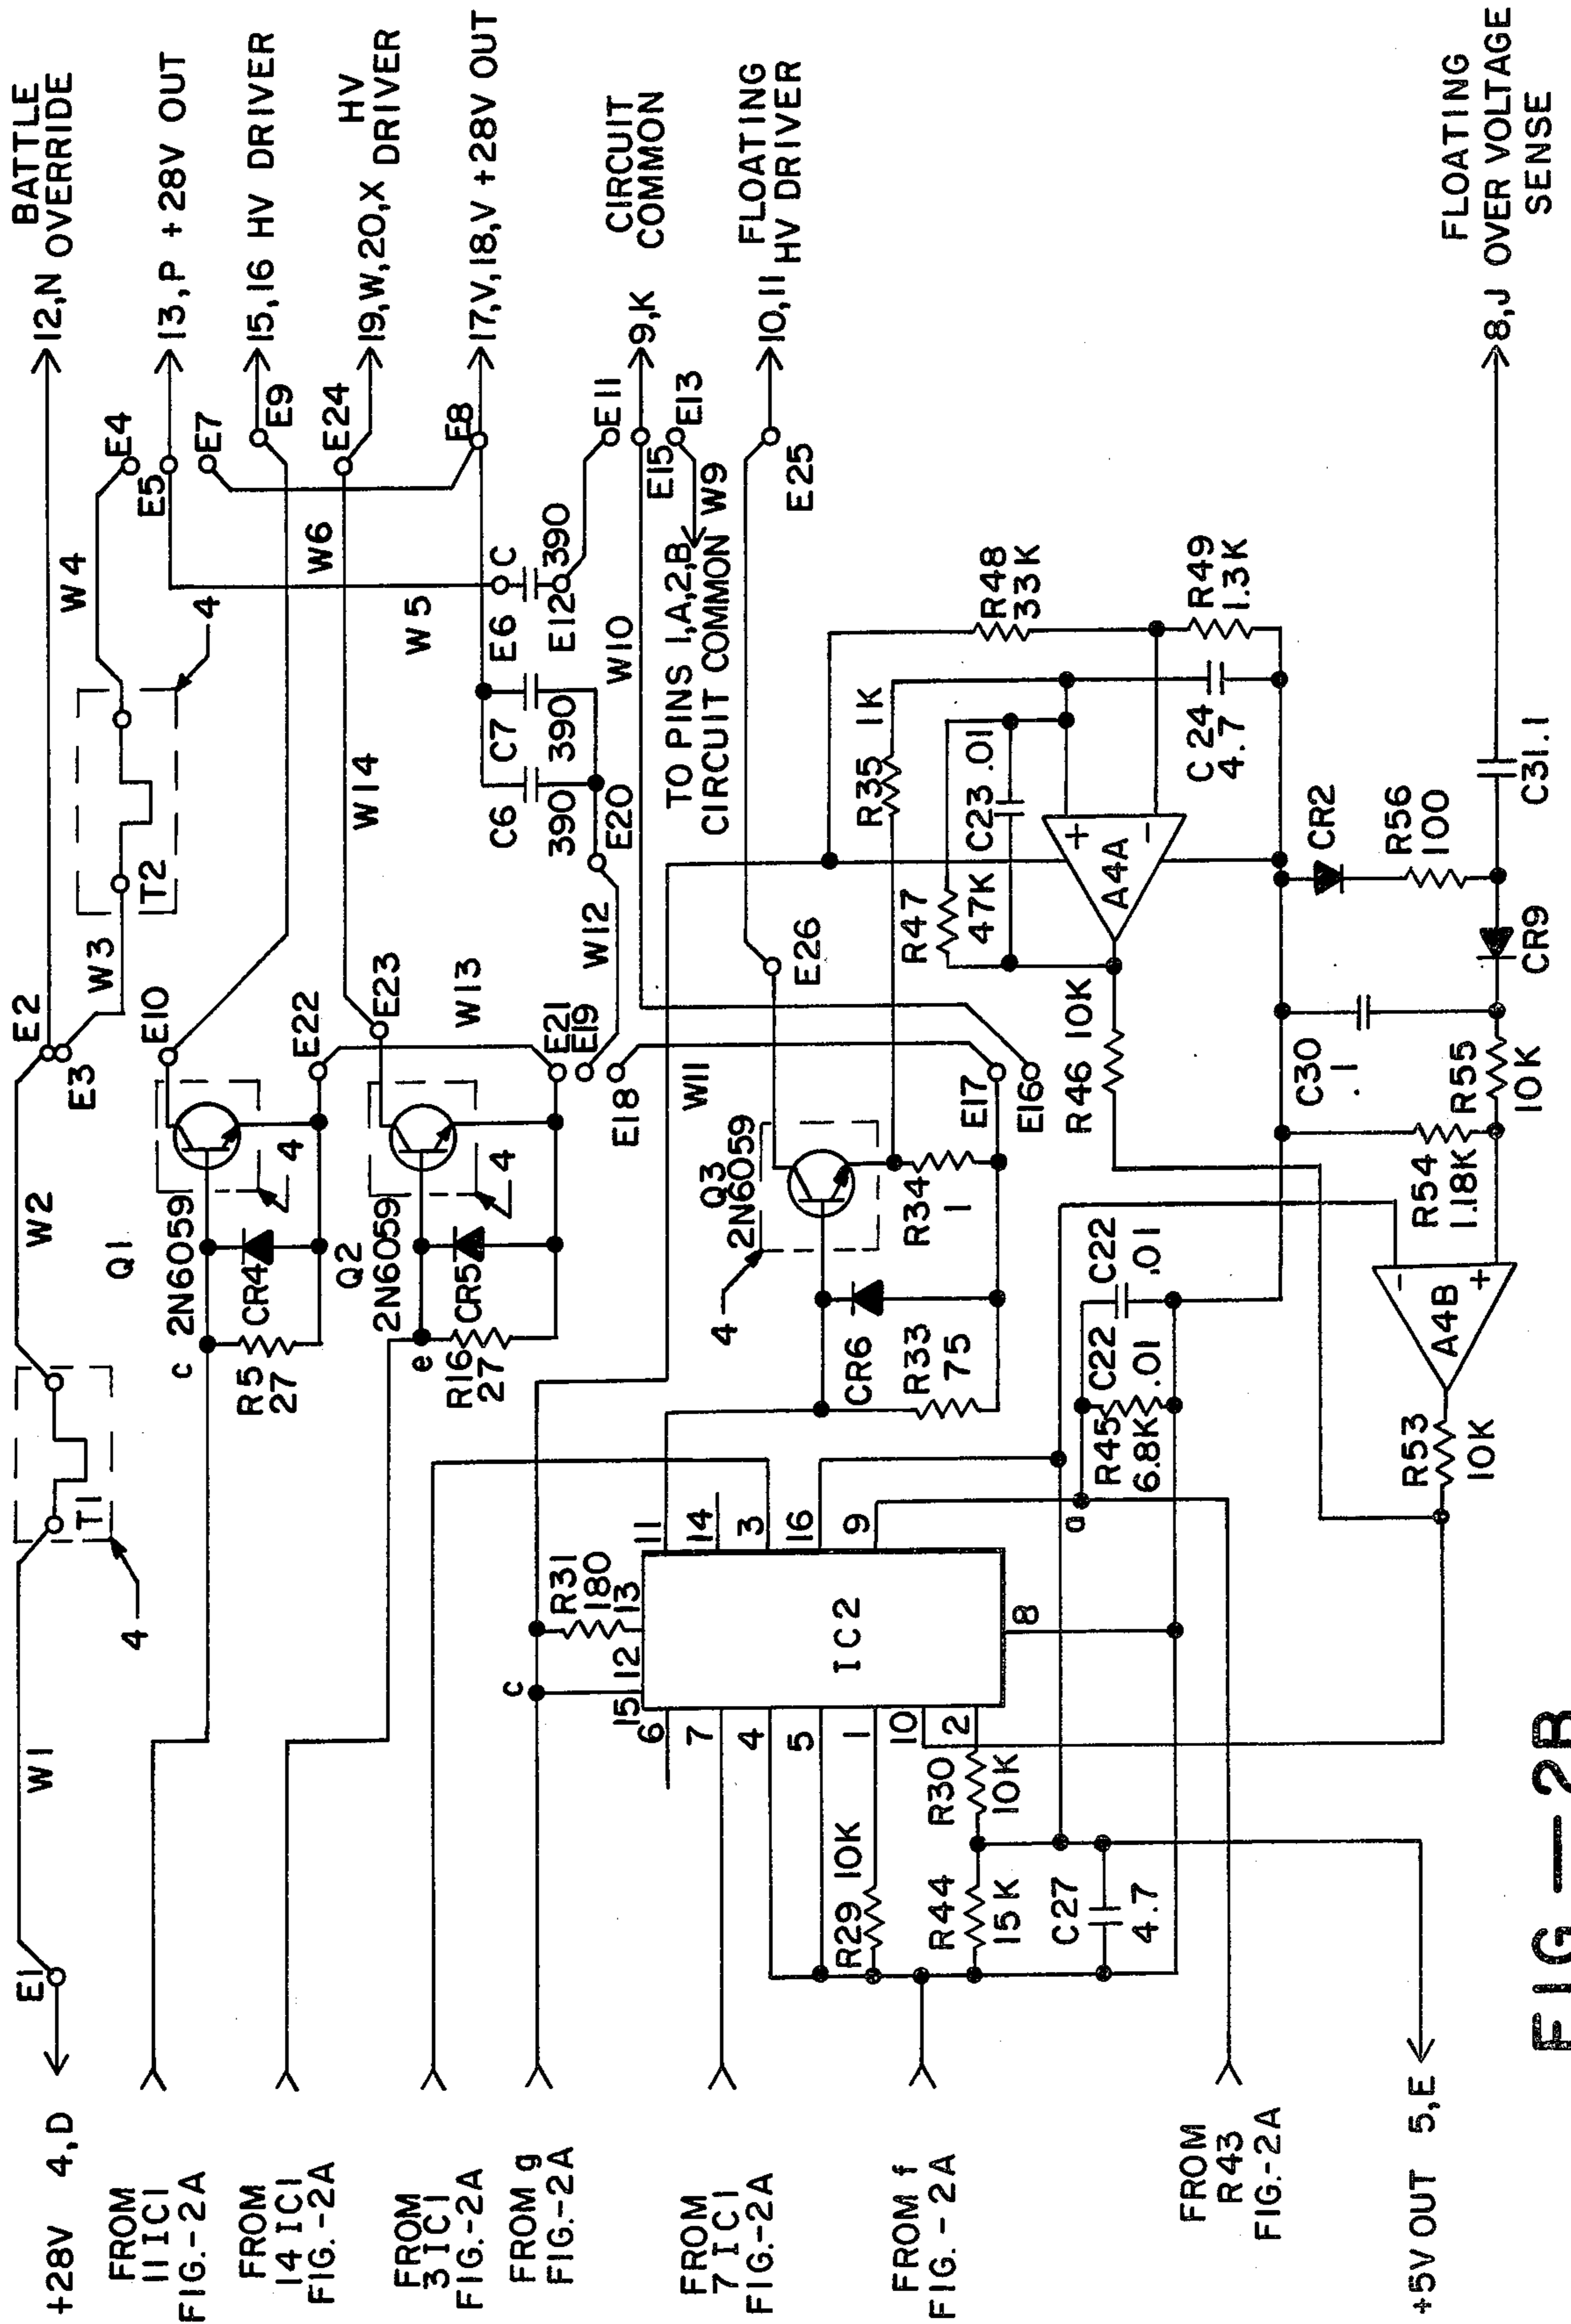 +28V 4,D
E1
W1
T1
4
W2
E2
E3
W3
T2
4
W4
E4
BATTLE
12,N OVERRIDE
E5
13,P +28V OUT
E7
15,16 HV DRIVER
E9
HV
19,W,20,X DRIVER
E24
17,V,18,V +28V OUT
E8
FROM
11 IC1
FIG.-2A
c
Q1
2N6059
R5
27
CR4
4
E10
E22
FROM
14 IC1
FIG.-2A
e
Q2
2N6059
R16
27
CR5
4
E23
W13
E21
E19
E18
W14
W6
W5
E6
C
390
E12
E11
C6
390
C7
390
E20
W12
W10
CIRCUIT
COMMON
9,K
E15
E13
TO PINS 1,A,2,B
CIRCUIT COMMON W9
FLOATING
10,11 HV DRIVER
E25
E26
W11
E17
E16
FROM
3 IC1
FIG.-2A
FROM g
FIG.-2A
c
R31
180
15
12
13
6
7
4
5
1
10
2
11
14
3
16
9
8
IC2
FROM
7 IC1
FIG.-2A
FROM f
FIG.-2A
R29 10K
R30
10K
R44
15K
C27
4.7
FROM
R43
FIG.-2A
+5V OUT 5,E
4
Q3
2N6059
CR6
R33
75
R34
1
R35
1K
R47
47K
C23 .01
A4A
+
-
R48
33K
R49
1.3K
C24
4.7
R46 10K
a
R45
6.8K
C22
.01
C22
.01
R53
10K
A4B
-
+
R54
1.18K
R55
10K
C30
.1
CR2
R56
100
CR9
C31.1
FLOATING
8,J OVER VOLTAGE
SENSE
FIG—2B